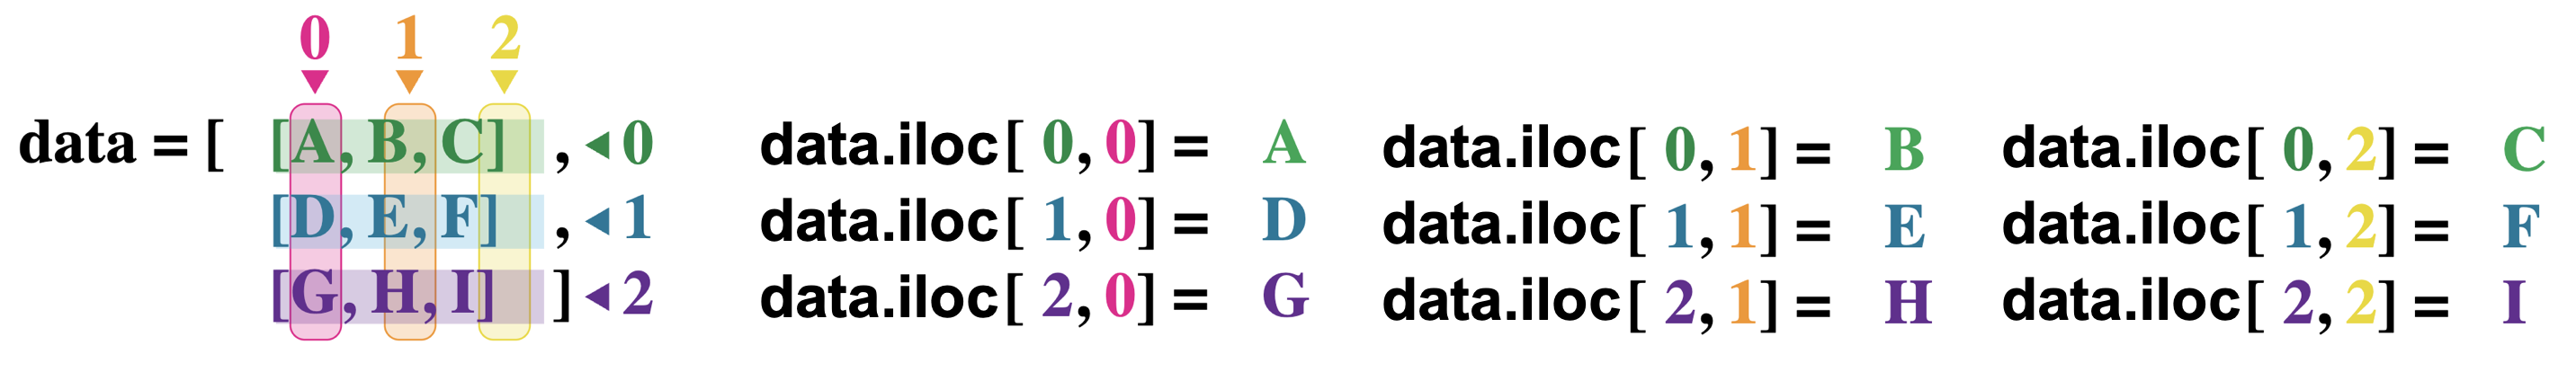 0 1 2
data = [ [A, B, C] , ◂ 0 data.iloc[ 0, 0] = A data.iloc[ 0, 1] = B data.iloc[ 0, 2] = C
[D, E, F] , ◂ 1 data.iloc[ 1, 0] = D data.iloc[ 1, 1] = E data.iloc[ 1, 2] = F
[G, H, I] ] ◂ 2 data.iloc[ 2, 0] = G data.iloc[ 2, 1] = H data.iloc[ 2, 2] = I